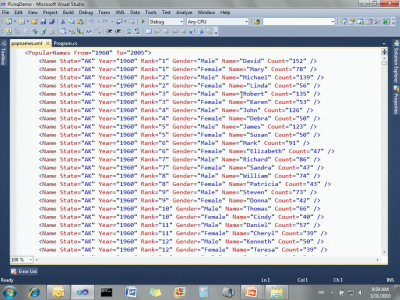 PLinqDemo - Microsoft Visual Studio
File Edit View Project Build Debug Team Data Tools Test Analyze Window Help
Debug Any CPU
popnames.xml Program.cs
<PopularNames From="1960" To="2005">
<Name State="AK" Year="1960" Rank="1" Gender="Male" Name="David" Count="152" />
<Name State="AK" Year="1960" Rank="1" Gender="Female" Name="Mary" Count="78" />
<Name State="AK" Year="1960" Rank="2" Gender="Male" Name="Michael" Count="139" />
<Name State="AK" Year="1960" Rank="2" Gender="Female" Name="Linda" Count="56" />
<Name State="AK" Year="1960" Rank="3" Gender="Male" Name="Robert" Count="135" />
<Name State="AK" Year="1960" Rank="3" Gender="Female" Name="Karen" Count="53" />
<Name State="AK" Year="1960" Rank="4" Gender="Male" Name="John" Count="126" />
<Name State="AK" Year="1960" Rank="4" Gender="Female" Name="Debra" Count="50" />
<Name State="AK" Year="1960" Rank="5" Gender="Male" Name="James" Count="123" />
<Name State="AK" Year="1960" Rank="5" Gender="Female" Name="Susan" Count="50" />
<Name State="AK" Year="1960" Rank="6" Gender="Male" Name="Mark" Count="91" />
<Name State="AK" Year="1960" Rank="6" Gender="Female" Name="Elizabeth" Count="47" />
<Name State="AK" Year="1960" Rank="7" Gender="Male" Name="Richard" Count="86" />
<Name State="AK" Year="1960" Rank="7" Gender="Female" Name="Sandra" Count="47" />
<Name State="AK" Year="1960" Rank="8" Gender="Male" Name="William" Count="74" />
<Name State="AK" Year="1960" Rank="8" Gender="Female" Name="Patricia" Count="43" />
<Name State="AK" Year="1960" Rank="9" Gender="Male" Name="Steven" Count="73" />
<Name State="AK" Year="1960" Rank="9" Gender="Female" Name="Donna" Count="42" />
<Name State="AK" Year="1960" Rank="10" Gender="Male" Name="Thomas" Count="66" />
<Name State="AK" Year="1960" Rank="10" Gender="Female" Name="Cindy" Count="40" />
<Name State="AK" Year="1960" Rank="11" Gender="Male" Name="Daniel" Count="57" />
<Name State="AK" Year="1960" Rank="11" Gender="Female" Name="Cheryl" Count="39" />
<Name State="AK" Year="1960" Rank="12" Gender="Male" Name="Kenneth" Count="50" />
<Name State="AK" Year="1960" Rank="12" Gender="Female" Name="Teresa" Count="39" />
Toolbox
Solution Explorer
Properties
100 %
Error List
Ln 1 Col 1 Ch 1 INS
8:58 AM